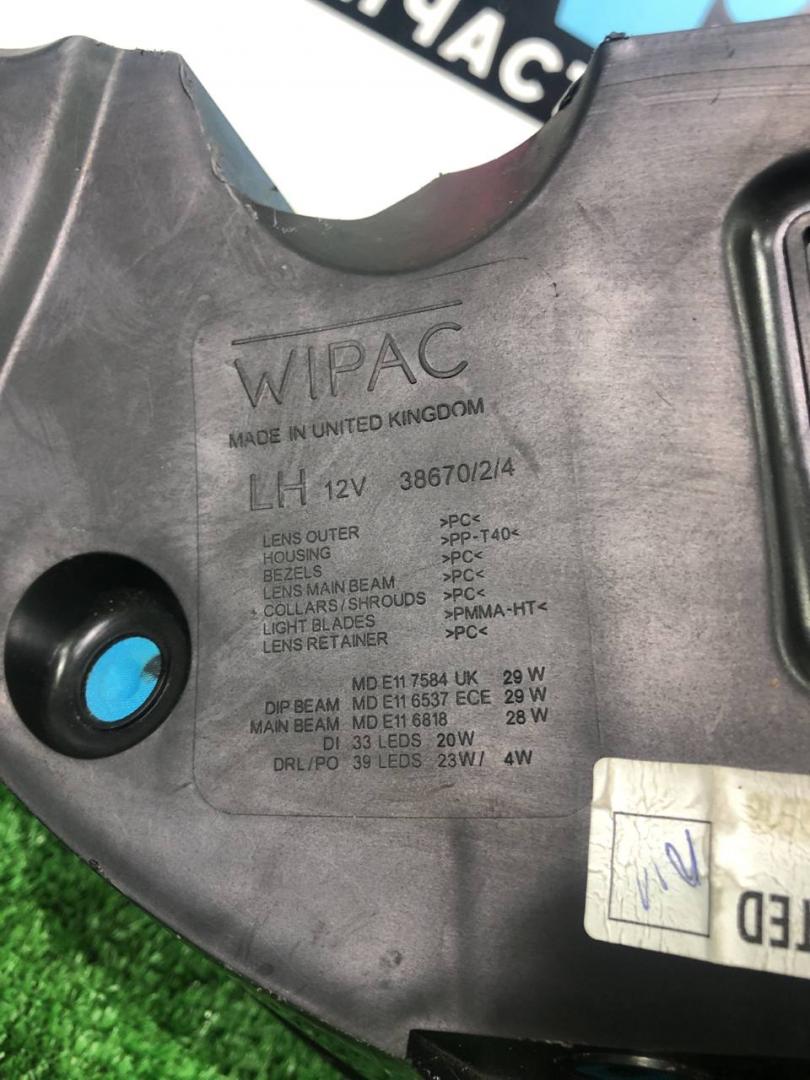 ЧАС
WIPAC
MADE IN UNITED KINGDOM
LH 12V 38670/2/4
LENS OUTER >PC<
HOUSING >PP-T40<
BEZELS >PC<
LENS MAIN BEAM >PC<
COLLARS/SHROUDS >PC<
LIGHT BLADES >PMMA-HT<
LENS RETAINER >PC<
MD E11 7584 UK 29 W
DIP BEAM MD E11 6537 ECE 29 W
MAIN BEAM MD E11 6818 28 W
DI 33 LEDS 20W
DRL/PO 39 LEDS 23W/ 4W
TED